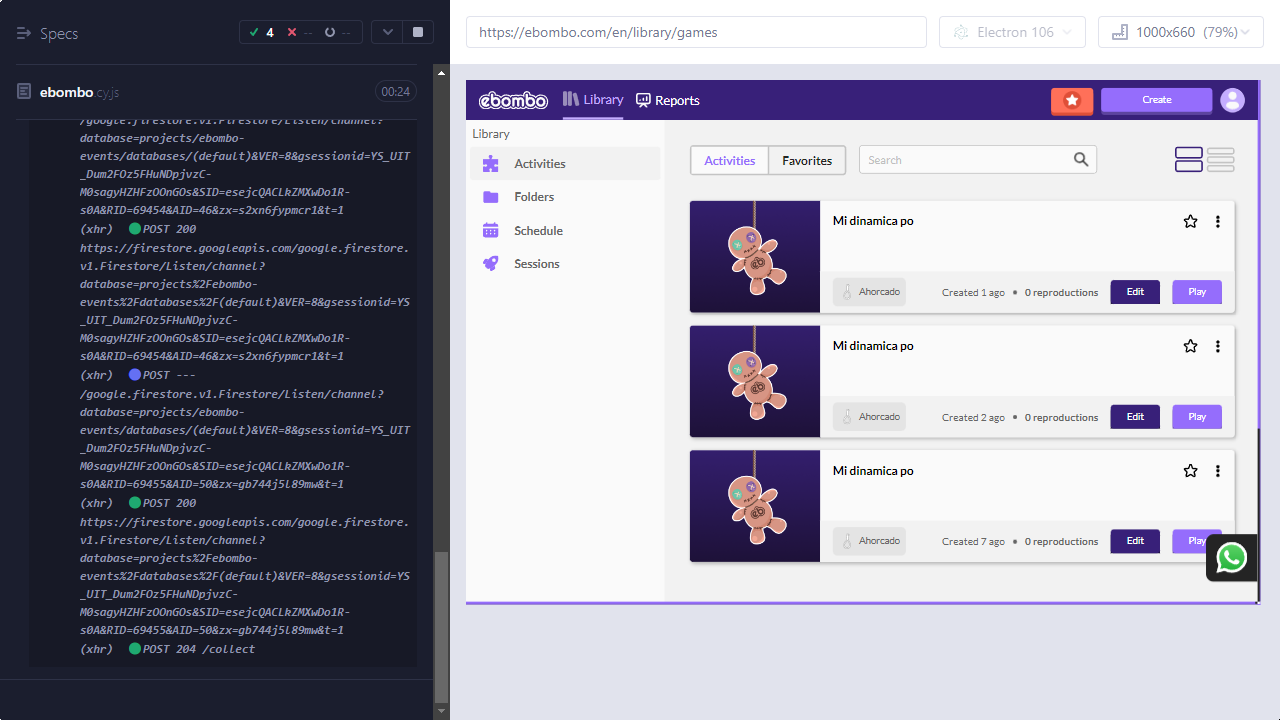 Specs
4
--
--
https://ebombo.com/en/library/games
Electron 106
1000x660 (79%)
ebombo.cy.js
00:24
/google.firestore.v1.Firestore/Listen/channel?
database=projects/ebombo-
events/databases/(default)&VER=8&gsessionid=YS_UIT
_Dum2FOz5FHuNDpjvzC-
M0sagyHZHFzOOnGOs&SID=esejcQACLkZMXwDo1R-
s0A&RID=69454&AID=46&zx=s2xn6fypmcr1&t=1
(xhr) POST 200
https://firestore.googleapis.com/google.firestore.
v1.Firestore/Listen/channel?
database=projects%2Febombo-
events%2Fdatabases%2F(default)&VER=8&gsessionid=YS
_UIT_Dum2FOz5FHuNDpjvzC-
M0sagyHZHFzOOnGOs&SID=esejcQACLkZMXwDo1R-
s0A&RID=69454&AID=46&zx=s2xn6fypmcr1&t=1
(xhr) POST ---
/google.firestore.v1.Firestore/Listen/channel?
database=projects/ebombo-
events/databases/(default)&VER=8&gsessionid=YS_UIT
_Dum2FOz5FHuNDpjvzC-
M0sagyHZHFzOOnGOs&SID=esejcQACLkZMXwDo1R-
s0A&RID=69455&AID=50&zx=gb744j5l89mw&t=1
(xhr) POST 200
https://firestore.googleapis.com/google.firestore.
v1.Firestore/Listen/channel?
database=projects%2Febombo-
events%2Fdatabases%2F(default)&VER=8&gsessionid=YS
_UIT_Dum2FOz5FHuNDpjvzC-
M0sagyHZHFzOOnGOs&SID=esejcQACLkZMXwDo1R-
s0A&RID=69455&AID=50&zx=gb744j5l89mw&t=1
(xhr) POST 204 /collect
ebombo
Library
Reports
Create
Library
Activities
Folders
Schedule
Sessions
Activities
Favorites
Search
Mi dinamica po
Ahorcado
Created 1 ago • 0 reproductions
Edit
Play
Mi dinamica po
Ahorcado
Created 2 ago • 0 reproductions
Edit
Play
Mi dinamica po
Ahorcado
Created 7 ago • 0 reproductions
Edit
Play